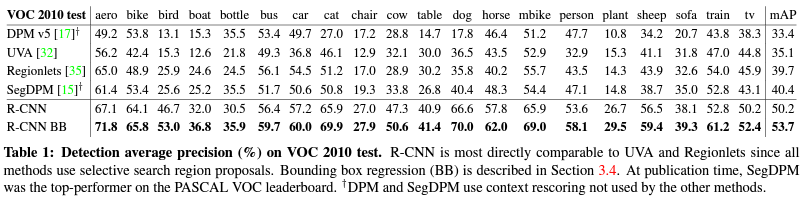 VOC 2010 test aero bike bird boat bottle bus car cat chair cow table dog horse mbike person plant sheep sofa train tv mAP
DPM v5 [17]† 49.2 53.8 13.1 15.3 35.5 53.4 49.7 27.0 17.2 28.8 14.7 17.8 46.4 51.2 47.7 10.8 34.2 20.7 43.8 38.3 33.4
UVA [32] 56.2 42.4 15.3 12.6 21.8 49.3 36.8 46.1 12.9 32.1 30.0 36.5 43.5 52.9 32.9 15.3 41.1 31.8 47.0 44.8 35.1
Regionlets [35] 65.0 48.9 25.9 24.6 24.5 56.1 54.5 51.2 17.0 28.9 30.2 35.8 40.2 55.7 43.5 14.3 43.9 32.6 54.0 45.9 39.7
SegDPM [15]† 61.4 53.4 25.6 25.2 35.5 51.7 50.6 50.8 19.3 33.8 26.8 40.4 48.3 54.4 47.1 14.8 38.7 35.0 52.8 43.1 40.4
R-CNN 67.1 64.1 46.7 32.0 30.5 56.4 57.2 65.9 27.0 47.3 40.9 66.6 57.8 65.9 53.6 26.7 56.5 38.1 52.8 50.2 50.2
R-CNN BB 71.8 65.8 53.0 36.8 35.9 59.7 60.0 69.9 27.9 50.6 41.4 70.0 62.0 69.0 58.1 29.5 59.4 39.3 61.2 52.4 53.7
Table 1: Detection average precision (%) on VOC 2010 test. R-CNN is most directly comparable to UVA and Regionlets since all
methods use selective search region proposals. Bounding box regression (BB) is described in Section 3.4. At publication time, SegDPM
was the top-performer on the PASCAL VOC leaderboard. †DPM and SegDPM use context rescoring not used by the other methods.